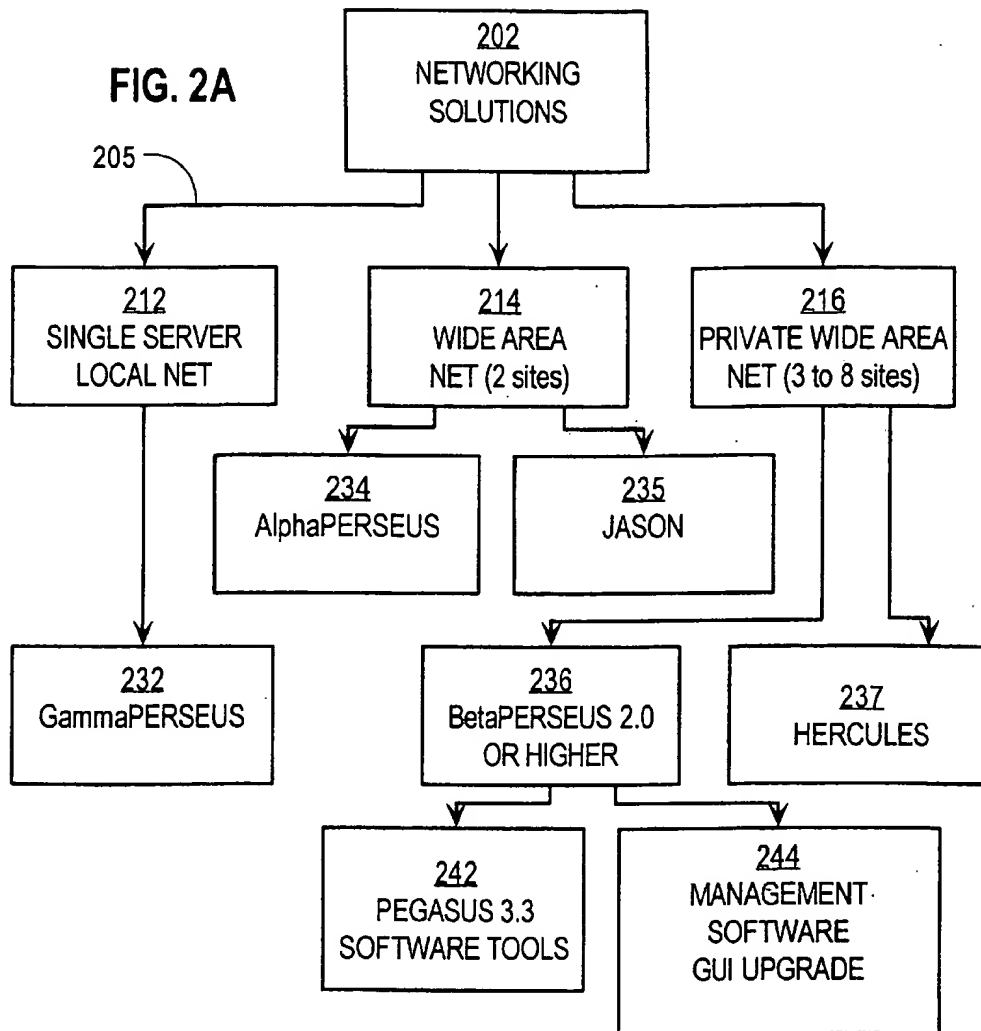 FIG. 2A
202
NETWORKING
SOLUTIONS
205
212
SINGLE SERVER
LOCAL NET
214
WIDE AREA
NET (2 sites)
216
PRIVATE WIDE AREA
NET (3 to 8 sites)
234
AlphaPERSEUS
235
JASON
232
GammaPERSEUS
236
BetaPERSEUS 2.0
OR HIGHER
237
HERCULES
242
PEGASUS 3.3
SOFTWARE TOOLS
244
MANAGEMENT
SOFTWARE
GUI UPGRADE